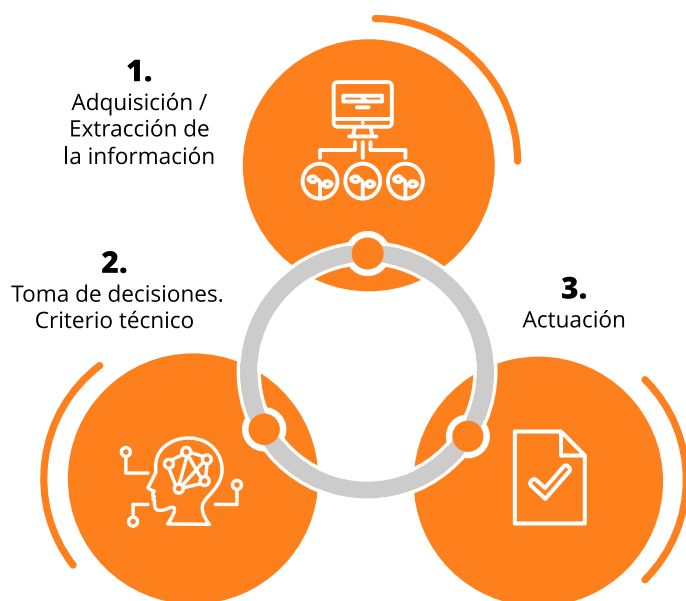 1.
Adquisición /
Extracción de
la información
2.
Toma de decisiones.
Criterio técnico
3.
Actuación